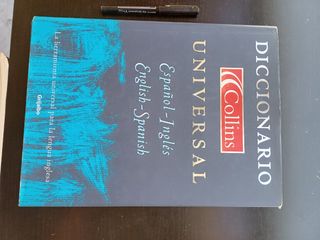 DICCIONARIO
Collins
UNIVERSAL
Español-Inglés
English-Spanish
La herramienta universal para la lengua inglesa
Grijalbo